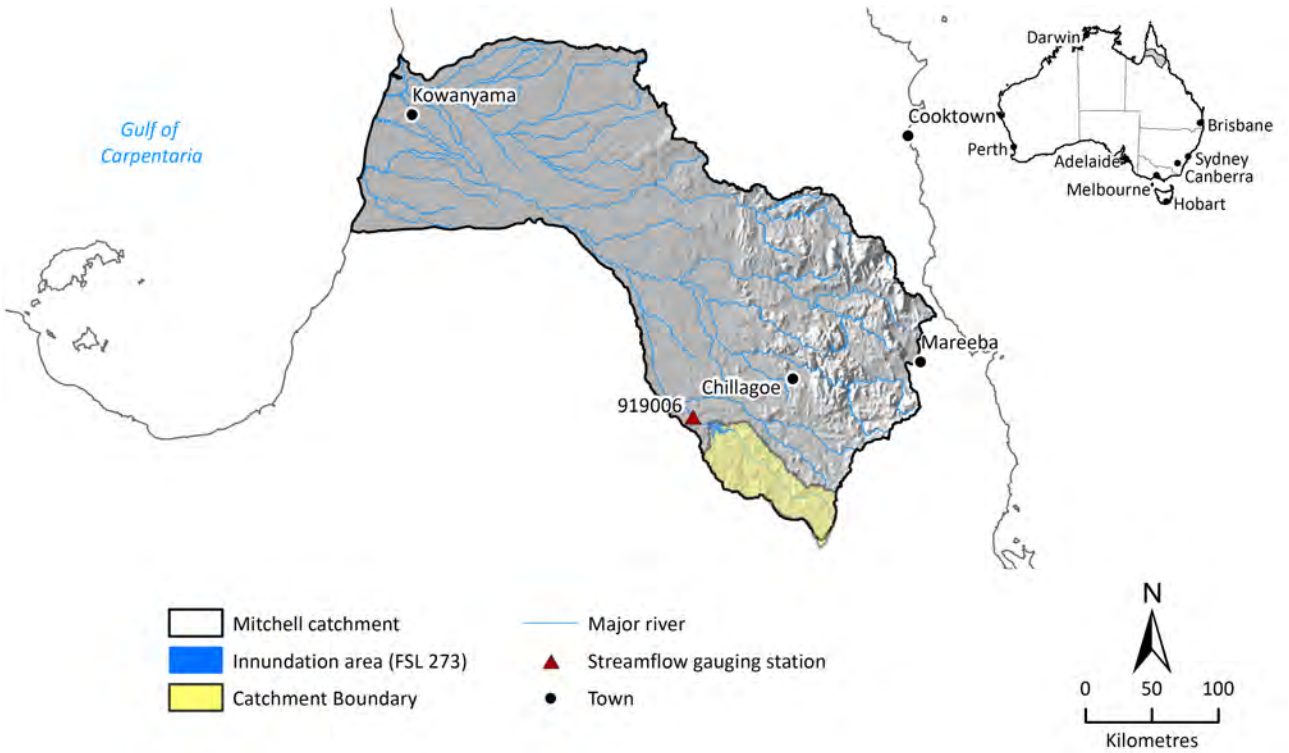 Darwin
Kowanyama
Cooktown
Gulf of
Carpentaria
Brisbane
Perth
Adelaide
Sydney
Canberra
Melbourne
Hobart
Mareeba
Chillagoe
919006
N
Mitchell catchment
Major river
Innundation area (FSL 273)
Streamflow gauging station
Catchment Boundary
Town
0 50 100
Kilometres